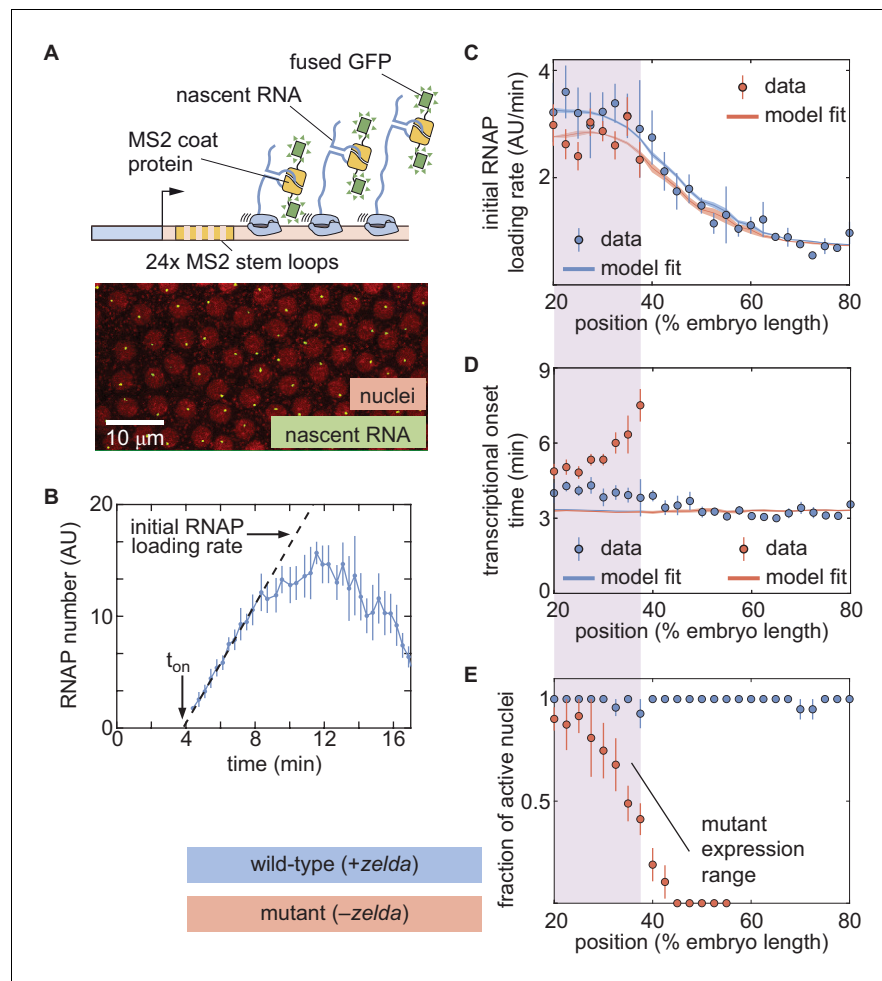 A
fused GFP
nascent RNA
MS2 coat
protein
24x MS2 stem loops
nuclei
nascent RNA
10 μm
B
20
10
0
RNAP number (AU)
initial RNAP
loading rate
t_on
0 4 8 12 16
time (min)
wild-type (+zelda)
mutant (–zelda)
C
4
2
initial RNAP
loading rate (AU/min)
data
model fit
data
model fit
20 40 60 80
position (% embryo length)
D
9
6
3
0
transcriptional onset
time (min)
data data
model fit model fit
20 40 60 80
position (% embryo length)
E
1
0.5
fraction of active nuclei
mutant
expression
range
20 40 60 80
position (% embryo length)